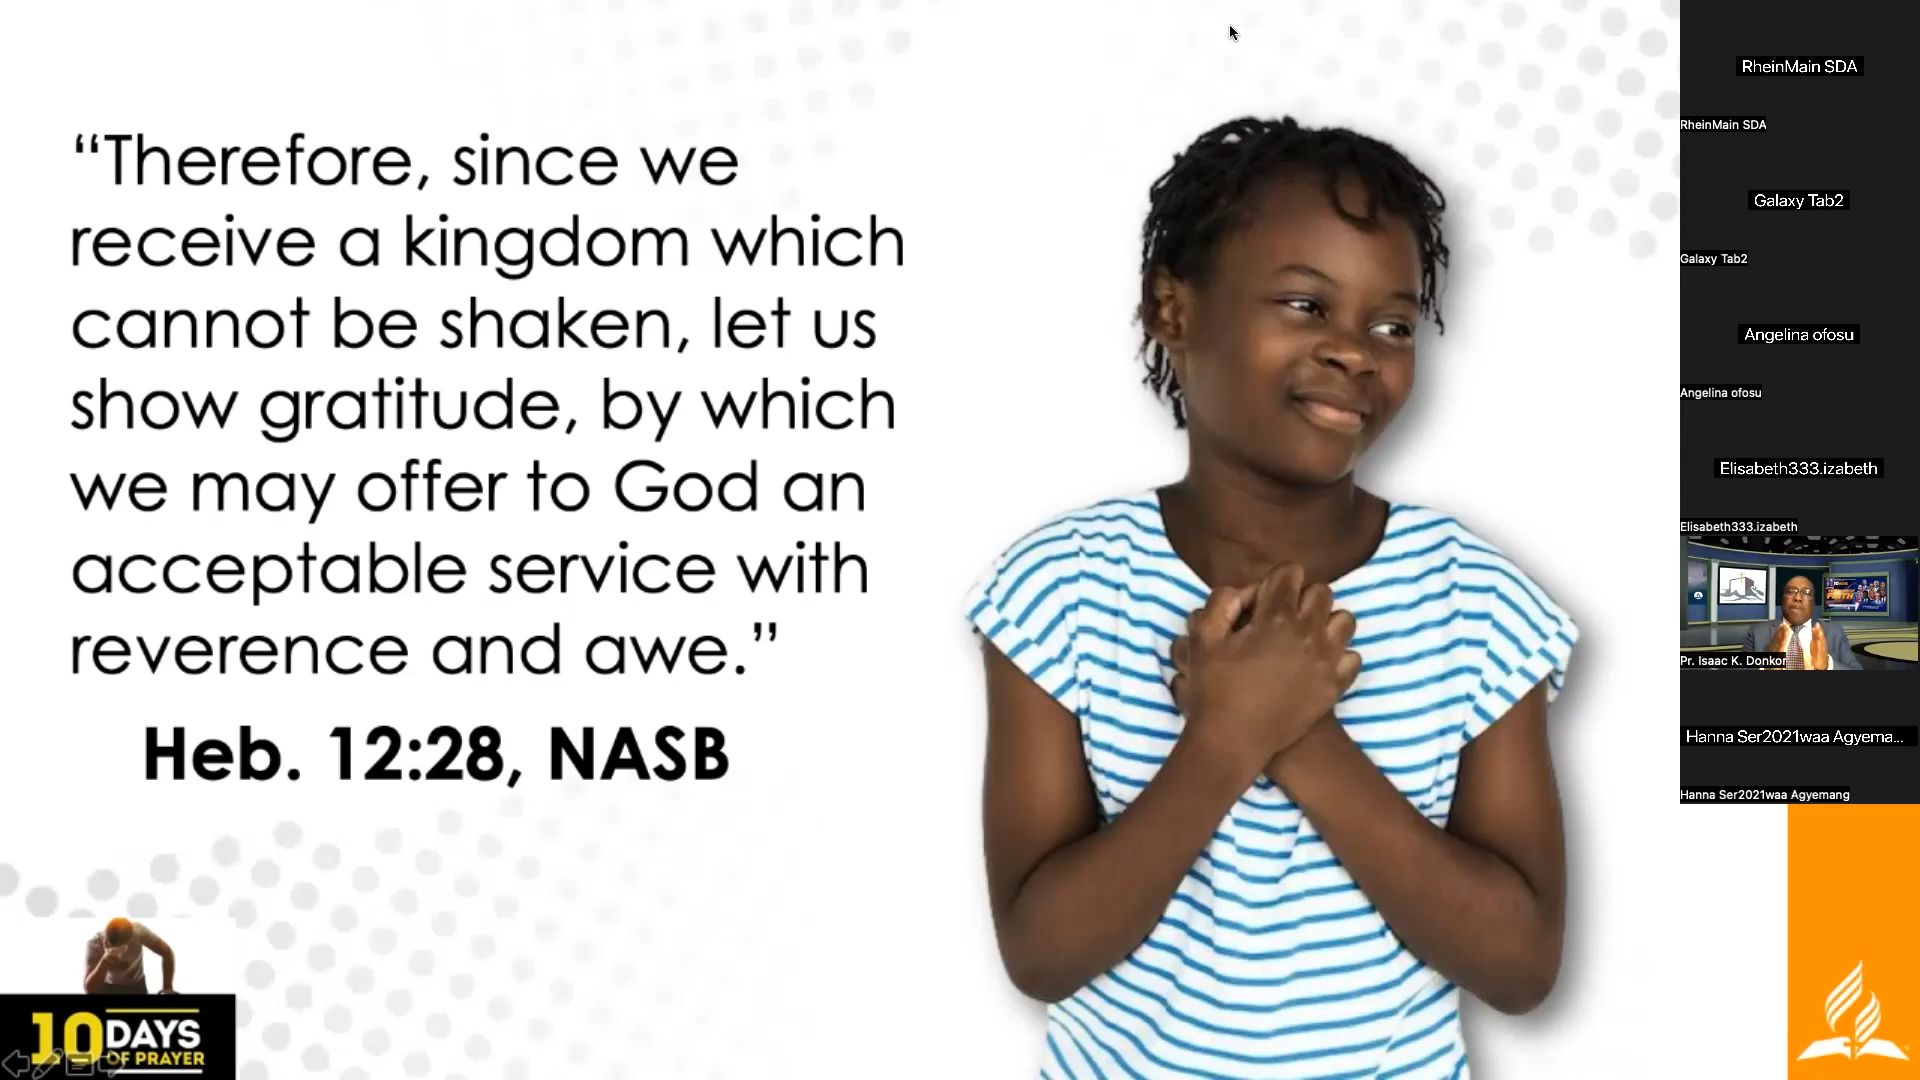 “Therefore, since we
receive a kingdom which
cannot be shaken, let us
show gratitude, by which
we may offer to God an
acceptable service with
reverence and awe.”
Heb. 12:28, NASB
10 DAYS
OF PRAYER
RheinMain SDA
RheinMain SDA
Galaxy Tab2
Galaxy Tab2
Angelina ofosu
Angelina ofosu
Elisabeth333.izabeth
Elisabeth333.izabeth
Pr. Isaac K. Donkor
Hanna Ser2021waa Agyema...
Hanna Ser2021waa Agyemang